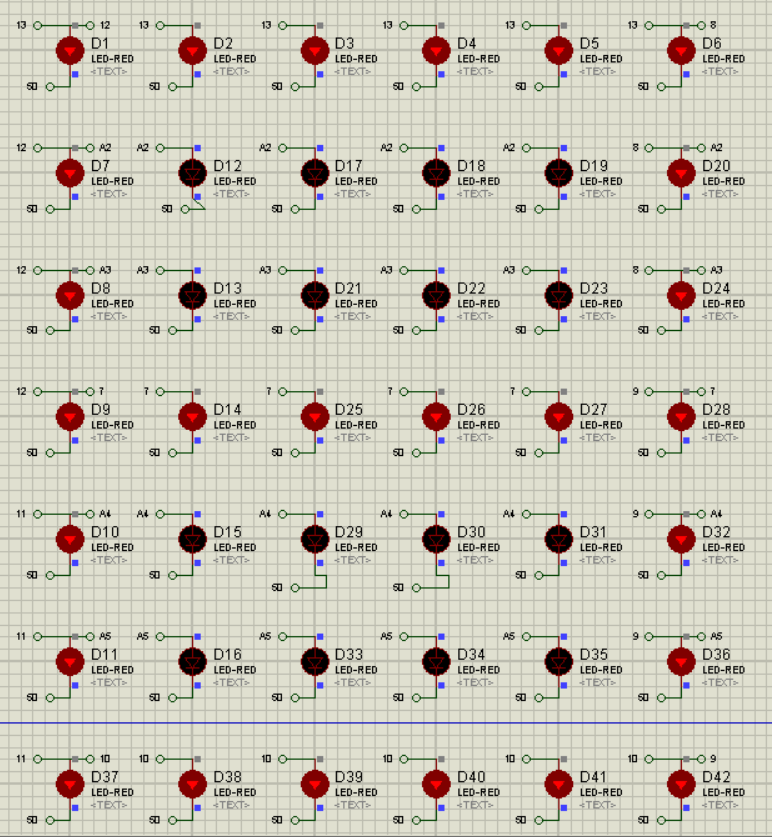 13 12 13 13 13 13 13 8
D1 D2 D3 D4 D5 D6
LED-RED LED-RED LED-RED LED-RED LED-RED LED-RED
<TEXT> <TEXT> <TEXT> <TEXT> <TEXT> <TEXT>
S0 S0 S0 S0 S0 S0
12 A2 A2 A2 A2 A2 8 A2
D7 D12 D17 D18 D19 D20
LED-RED LED-RED LED-RED LED-RED LED-RED LED-RED
<TEXT> <TEXT> <TEXT> <TEXT> <TEXT> <TEXT>
S0 S0 S0 S0 S0 S0
12 A3 A3 A3 A3 A3 8 A3
D8 D13 D21 D22 D23 D24
LED-RED LED-RED LED-RED LED-RED LED-RED LED-RED
<TEXT> <TEXT> <TEXT> <TEXT> <TEXT> <TEXT>
S0 S0 S0 S0 S0 S0
12 7 7 7 7 7 9 7
D9 D14 D25 D26 D27 D28
LED-RED LED-RED LED-RED LED-RED LED-RED LED-RED
<TEXT> <TEXT> <TEXT> <TEXT> <TEXT> <TEXT>
S0 S0 S0 S0 S0 S0
11 A4 A4 A4 A4 A4 9 A4
D10 D15 D29 D30 D31 D32
LED-RED LED-RED LED-RED LED-RED LED-RED LED-RED
<TEXT> <TEXT> <TEXT> <TEXT> <TEXT> <TEXT>
S0 S0 S0 S0 S0 S0
11 A5 A5 A5 A5 A5 9 A5
D11 D16 D33 D34 D35 D36
LED-RED LED-RED LED-RED LED-RED LED-RED LED-RED
<TEXT> <TEXT> <TEXT> <TEXT> <TEXT> <TEXT>
S0 S0 S0 S0 S0 S0
11 10 10 10 10 10 10 9
D37 D38 D39 D40 D41 D42
LED-RED LED-RED LED-RED LED-RED LED-RED LED-RED
<TEXT> <TEXT> <TEXT> <TEXT> <TEXT> <TEXT>
S0 S0 S0 S0 S0 S0